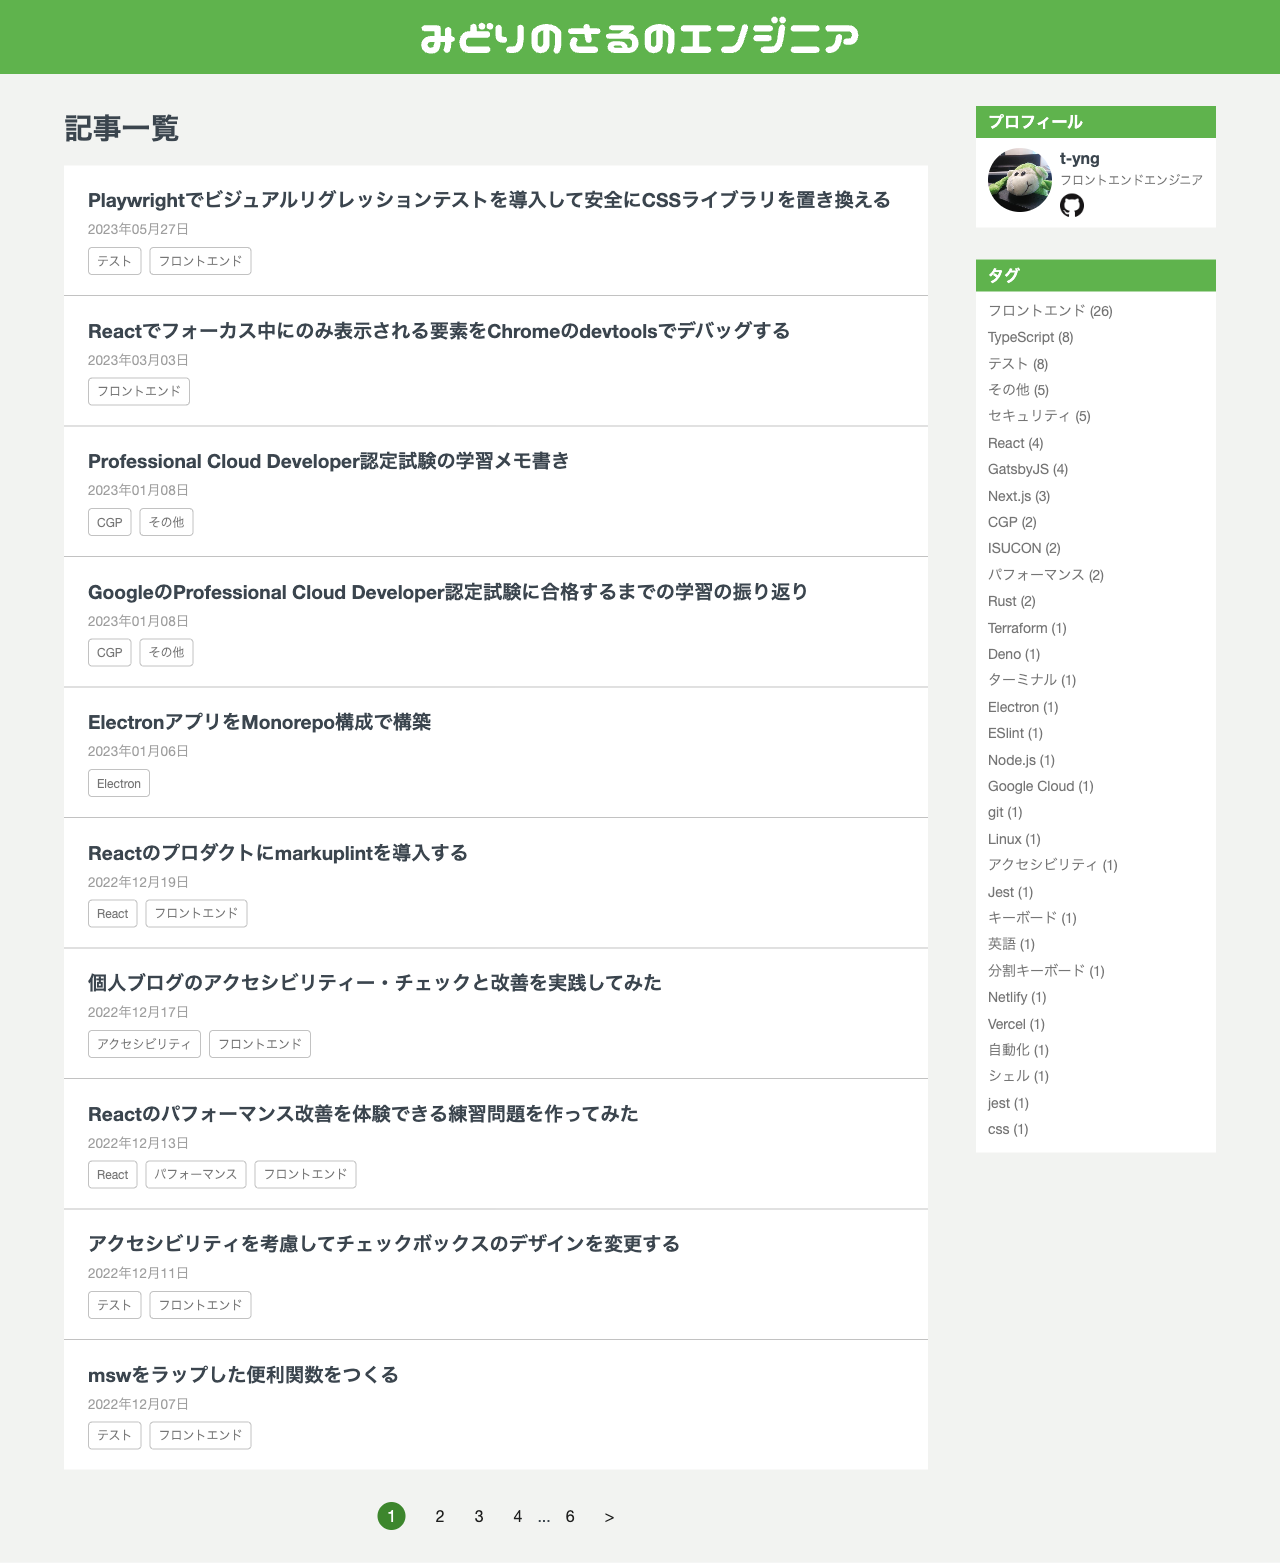 みどりのさるのエンジニア
記事一覧
Playwrightでビジュアルリグレッションテストを導入して安全にCSSライブラリを置き換える
2023年05月27日
テスト フロントエンド
Reactでフォーカス中にのみ表示される要素をChromeのdevtoolsでデバッグする
2023年03月03日
フロントエンド
Professional Cloud Developer認定試験の学習メモ書き
2023年01月08日
CGP その他
GoogleのProfessional Cloud Developer認定試験に合格するまでの学習の振り返り
2023年01月08日
CGP その他
ElectronアプリをMonorepo構成で構築
2023年01月06日
Electron
Reactのプロダクトにmarkuplintを導入する
2022年12月19日
React フロントエンド
個人ブログのアクセシビリティー・チェックと改善を実践してみた
2022年12月17日
アクセシビリティ フロントエンド
Reactのパフォーマンス改善を体験できる練習問題を作ってみた
2022年12月13日
React パフォーマンス フロントエンド
アクセシビリティを考慮してチェックボックスのデザインを変更する
2022年12月11日
テスト フロントエンド
mswをラップした便利関数をつくる
2022年12月07日
テスト フロントエンド
1 2 3 4 ... 6 >
プロフィール
t-yng
フロントエンドエンジニア
タグ
フロントエンド (26)
TypeScript (8)
テスト (8)
その他 (5)
セキュリティ (5)
React (4)
GatsbyJS (4)
Next.js (3)
CGP (2)
ISUCON (2)
パフォーマンス (2)
Rust (2)
Terraform (1)
Deno (1)
ターミナル (1)
Electron (1)
ESlint (1)
Node.js (1)
Google Cloud (1)
git (1)
Linux (1)
アクセシビリティ (1)
Jest (1)
キーボード (1)
英語 (1)
分割キーボード (1)
Netlify (1)
Vercel (1)
自動化 (1)
シェル (1)
jest (1)
css (1)